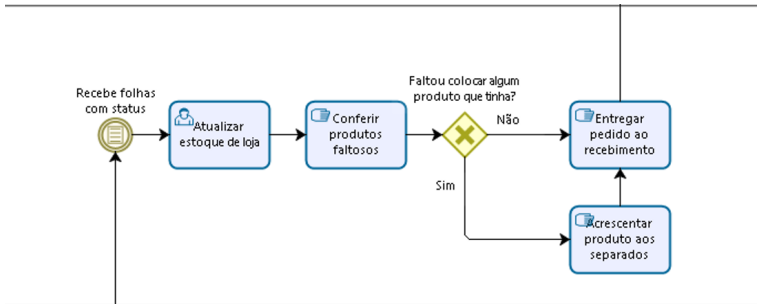 Recebe folhas
com status
Atualizar
estoque de loja
Conferir
produtos
faltosos
Faltou colocar algum
produto que tinha?
Não
Sim
Entregar
pedido ao
recebimento
Acrescentar
produto aos
separados